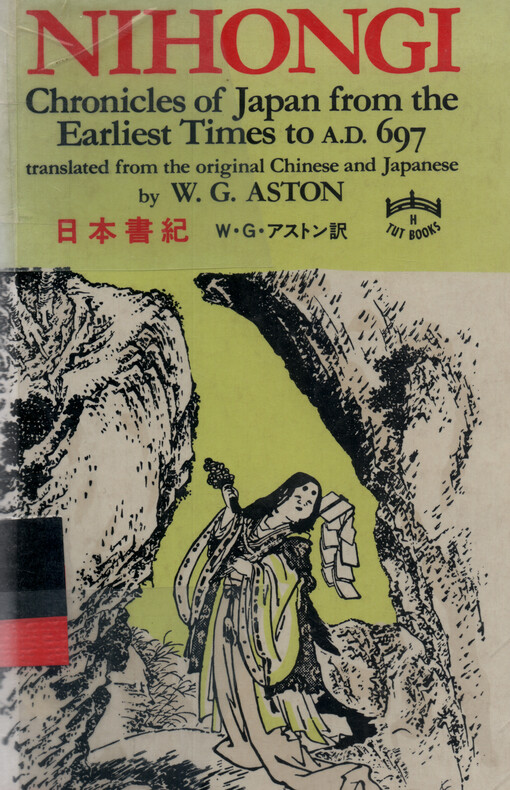 NIHONGI
Chronicles of Japan from the
Earliest Times to A.D. 697
translated from the original Chinese and Japanese
by W. G. ASTON
日本書紀 W・G・アストン訳
H
TUT BOOKS